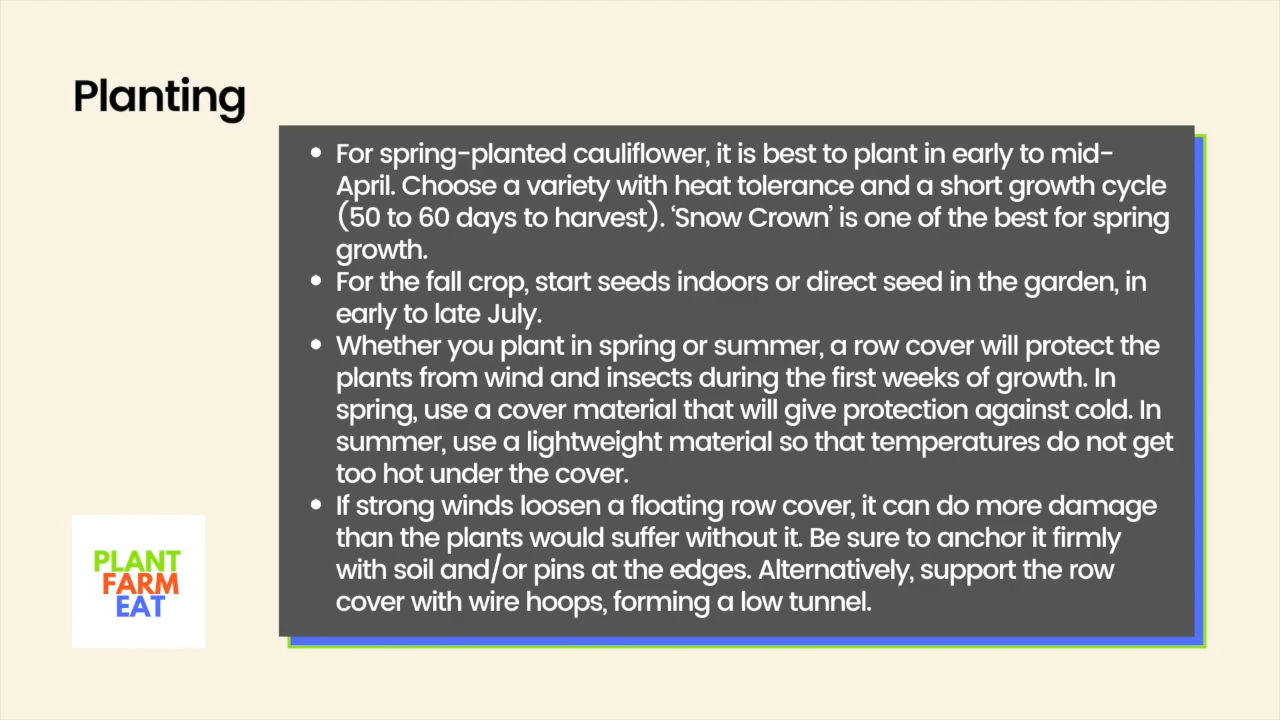 Planting
• For spring-planted cauliflower, it is best to plant in early to mid-
April. Choose a variety with heat tolerance and a short growth cycle
(50 to 60 days to harvest). ‘Snow Crown’ is one of the best for spring
growth.
• For the fall crop, start seeds indoors or direct seed in the garden, in
early to late July.
• Whether you plant in spring or summer, a row cover will protect the
plants from wind and insects during the first weeks of growth. In
spring, use a cover material that will give protection against cold. In
summer, use a lightweight material so that temperatures do not get
too hot under the cover.
• If strong winds loosen a floating row cover, it can do more damage
than the plants would suffer without it. Be sure to anchor it firmly
with soil and/or pins at the edges. Alternatively, support the row
cover with wire hoops, forming a low tunnel.
PLANT
FARM
EAT